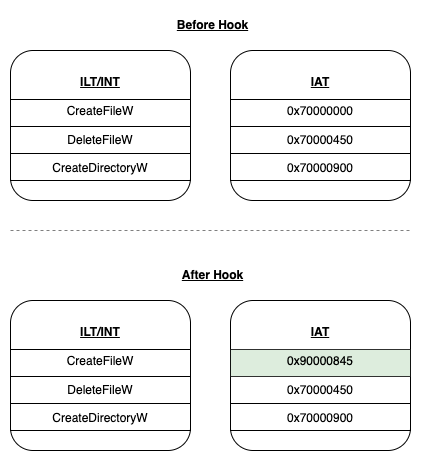 Before Hook
ILT/INT IAT
CreateFileW 0x70000000
DeleteFileW 0x70000450
CreateDirectoryW 0x70000900
After Hook
ILT/INT IAT
CreateFileW 0x90000845
DeleteFileW 0x70000450
CreateDirectoryW 0x70000900